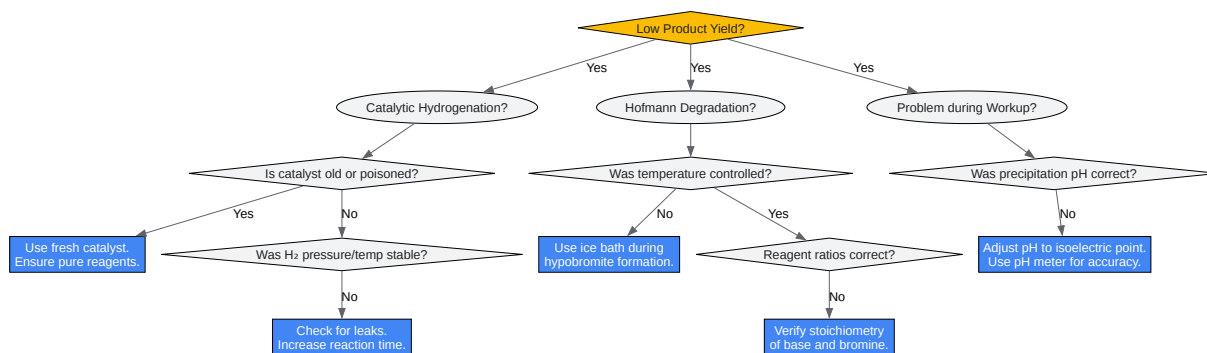 Low Product Yield?
Yes
Yes
Yes
Catalytic Hydrogenation?
Hofmann Degradation?
Problem during Workup?
Is catalyst old or poisoned?
Was temperature controlled?
Was precipitation pH correct?
Yes
No
No
Yes
No
Use fresh catalyst.
Ensure pure reagents.
Was H₂ pressure/temp stable?
Use ice bath during
hypobromite formation.
Reagent ratios correct?
Adjust pH to isoelectric point.
Use pH meter for accuracy.
No
No
Check for leaks.
Increase reaction time.
Verify stoichiometry
of base and bromine.